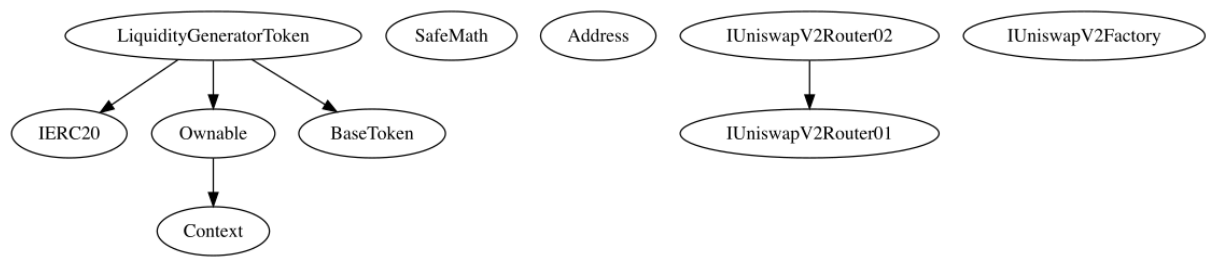 LiquidityGeneratorToken
SafeMath
Address
IUniswapV2Router02
IUniswapV2Factory
IERC20
Ownable
BaseToken
IUniswapV2Router01
Context